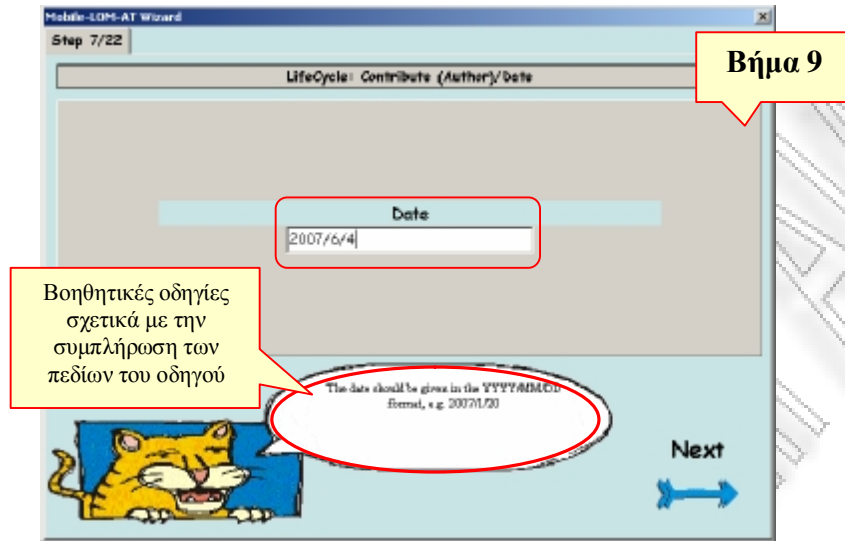 Mobile-LOM-AT Wizard
Step 7/22
Βήμα 9
LifeCycle: Contribute (Author)/Date
Date
2007/6/4
Βοηθητικές οδηγίες
σχετικά με την
συμπλήρωση των
πεδίων του οδηγού
The date should be given in the YYYY/MM/DD
format, e.g. 2007/1/20
Next